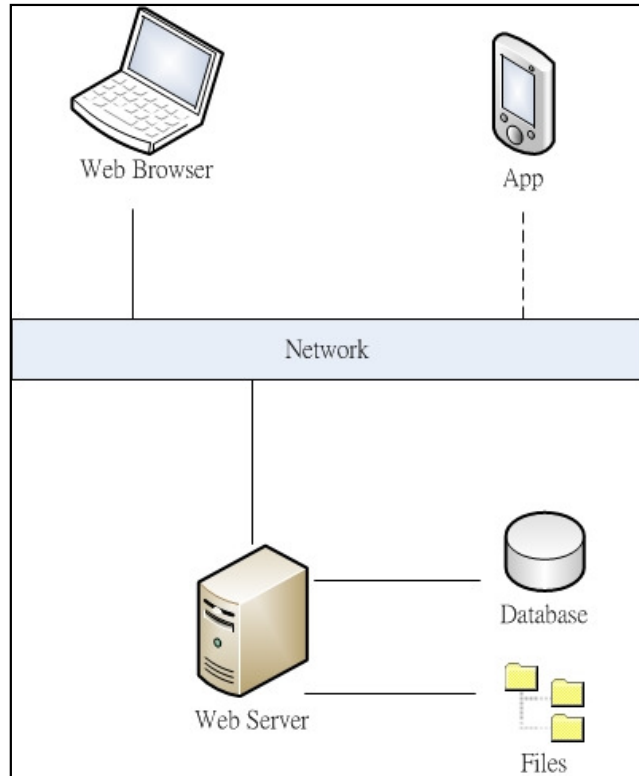 Web Browser
App
Network
Database
Web Server
Files